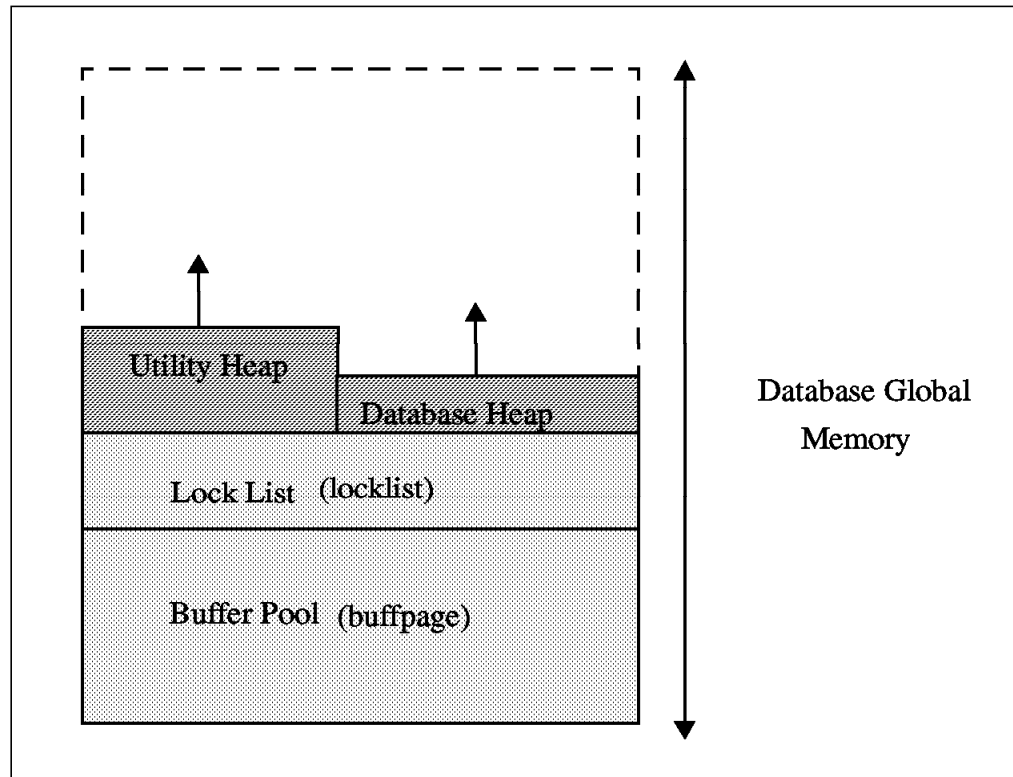 Utility Heap
Database Heap
Database Global
Memory
Lock List (locklist)
Buffer Pool (buffpage)